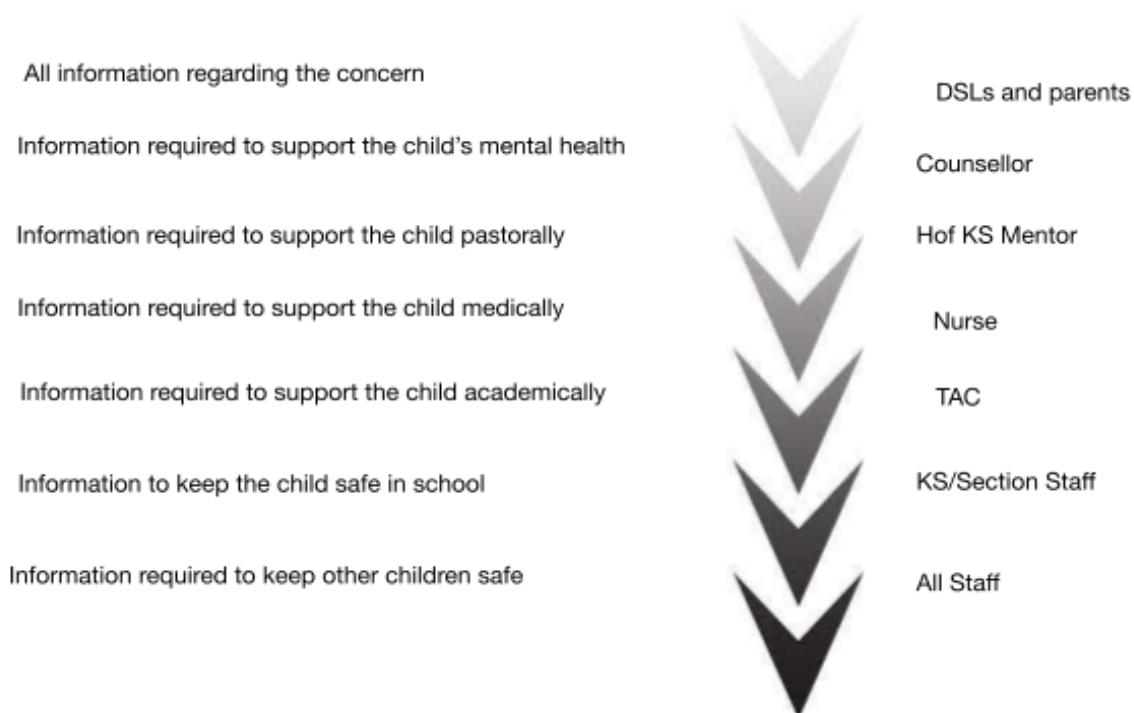 All information regarding the concern
DSLs and parents
Information required to support the child’s mental health
Counsellor
Information required to support the child pastorally
Hof KS Mentor
Information required to support the child medically
Nurse
Information required to support the child academically
TAC
Information to keep the child safe in school
KS/Section Staff
Information required to keep other children safe
All Staff